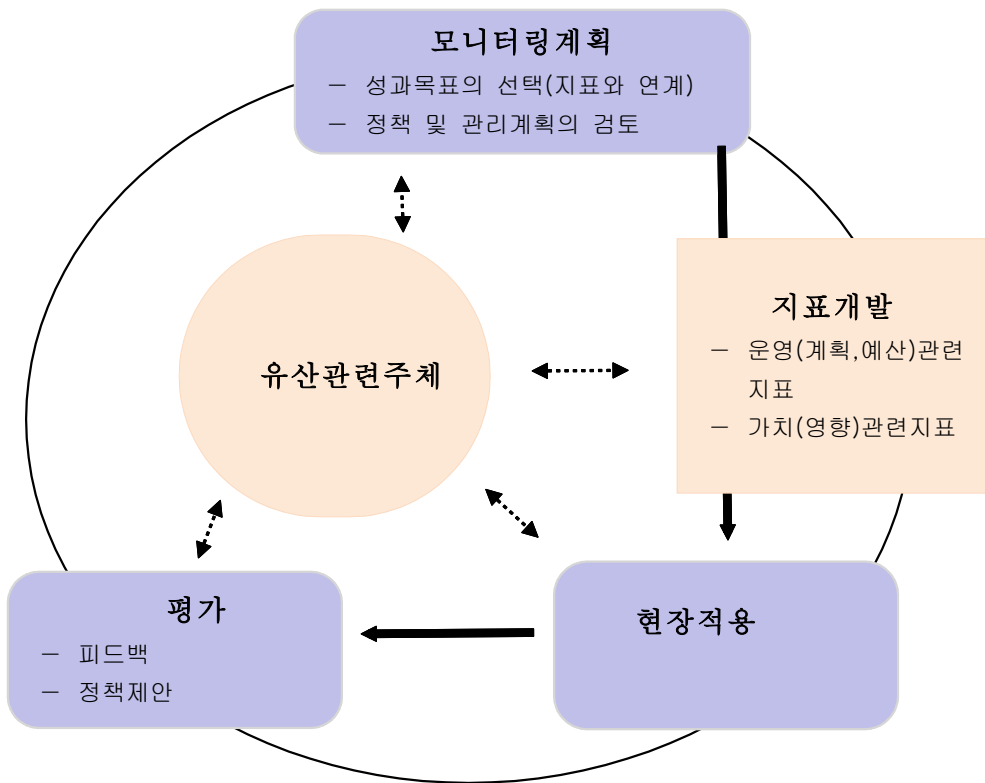 모니터링계획
– 성과목표의 선택(지표와 연계)
– 정책 및 관리계획의 검토
지표개발
– 운영(계획,예산)관련
지표
– 가치(영향)관련지표
유산관련주체
평가
– 피드백
– 정책제안
현장적용